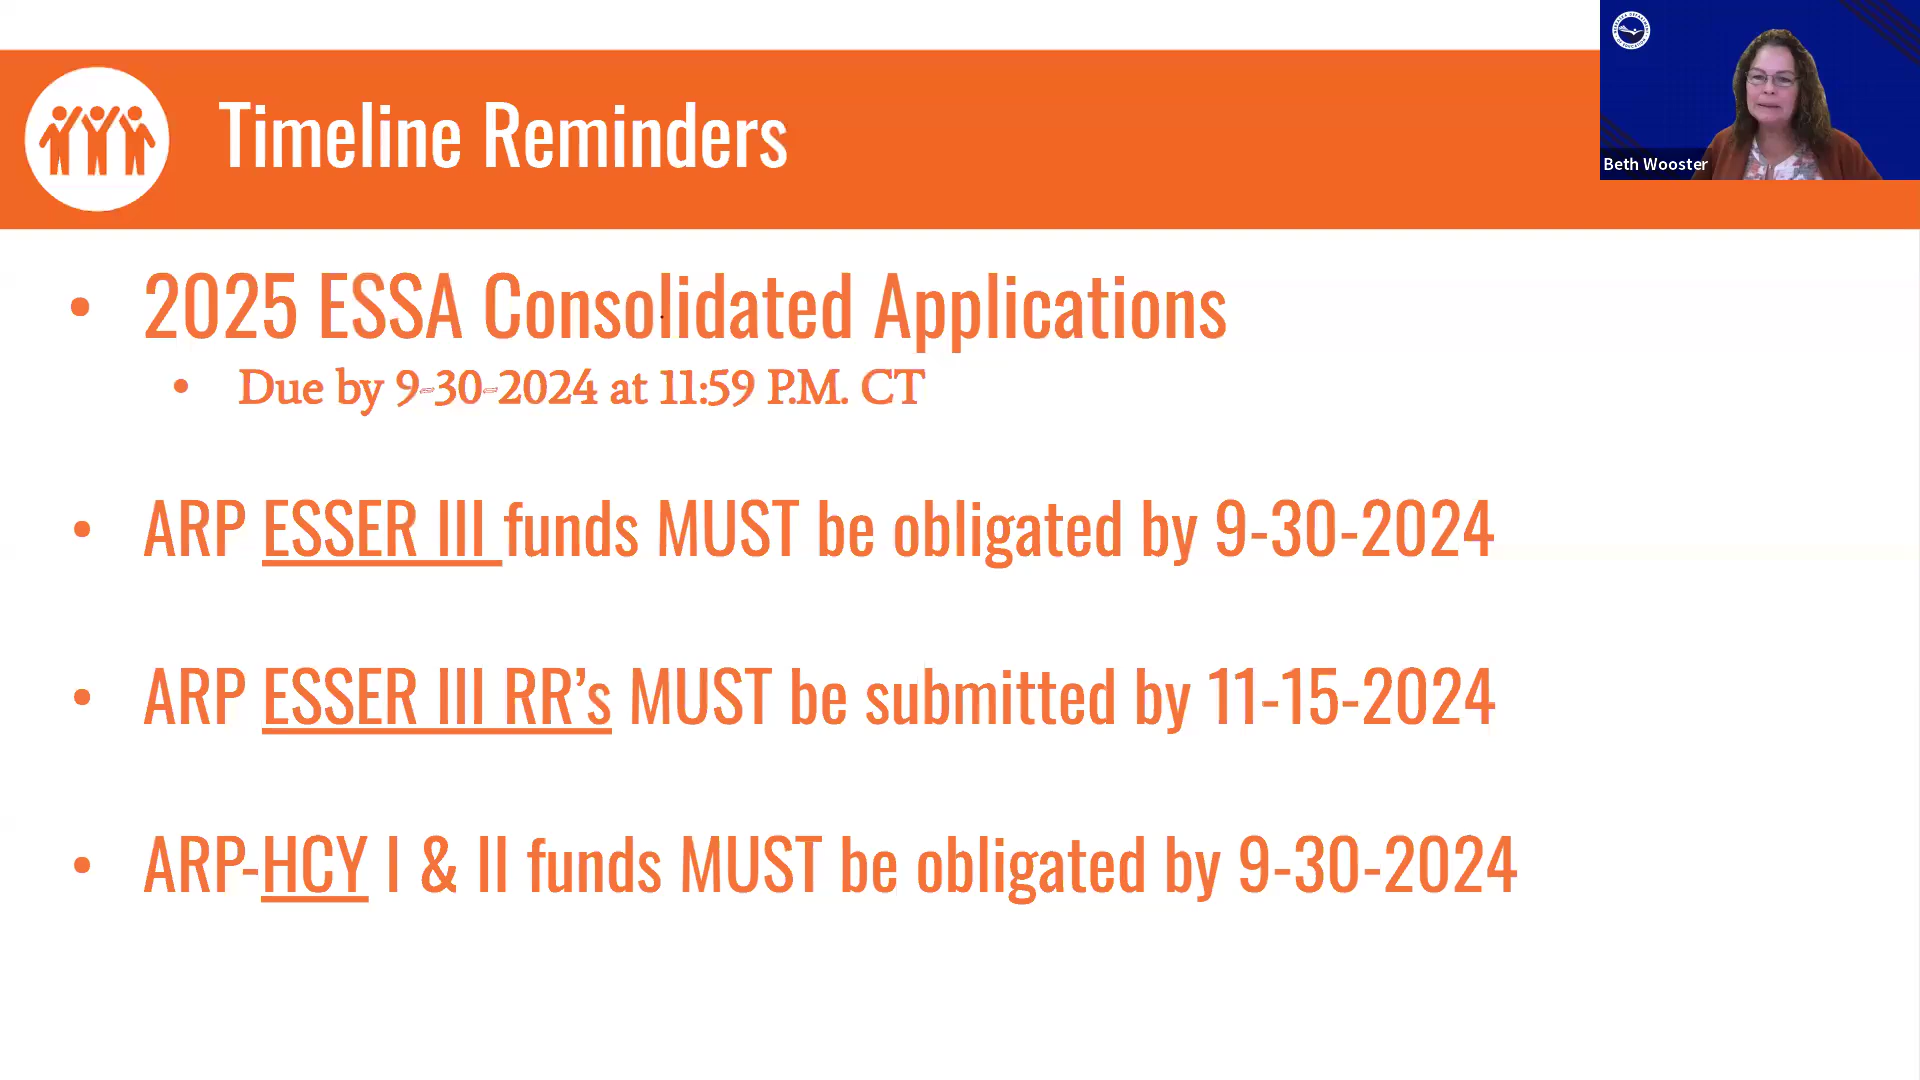 Timeline Reminders
Beth Wooster
• 2025 ESSA Consolidated Applications
• Due by 9-30-2024 at 11:59 P.M. CT
• ARP ESSER III funds MUST be obligated by 9-30-2024
• ARP ESSER III RR’s MUST be submitted by 11-15-2024
• ARP-HCY I & II funds MUST be obligated by 9-30-2024